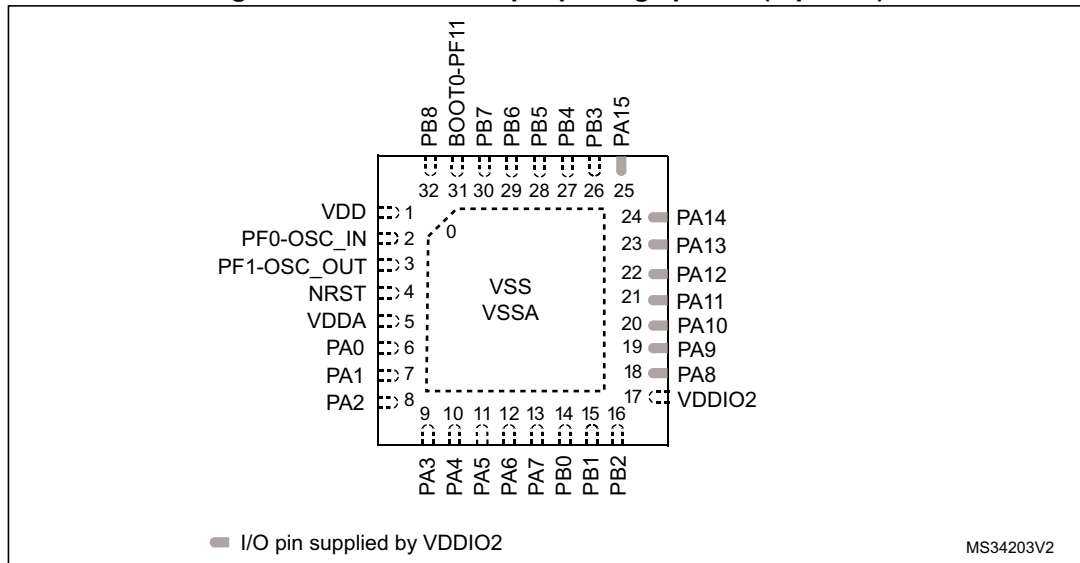 PB8
BOOT0-PF11
PB7
PB6
PB5
PB4
PB3
PA15
32 31 30 29 28 27 26 25
VDD 1
PF0-OSC_IN 2
PF1-OSC_OUT 3
NRST 4
VDDA 5
PA0 6
PA1 7
PA2 8
0
VSS
VSSA
24 PA14
23 PA13
22 PA12
21 PA11
20 PA10
19 PA9
18 PA8
17 VDDIO2
9 10 11 12 13 14 15 16
PA3
PA4
PA5
PA6
PA7
PB0
PB1
PB2
I/O pin supplied by VDDIO2
MS34203V2